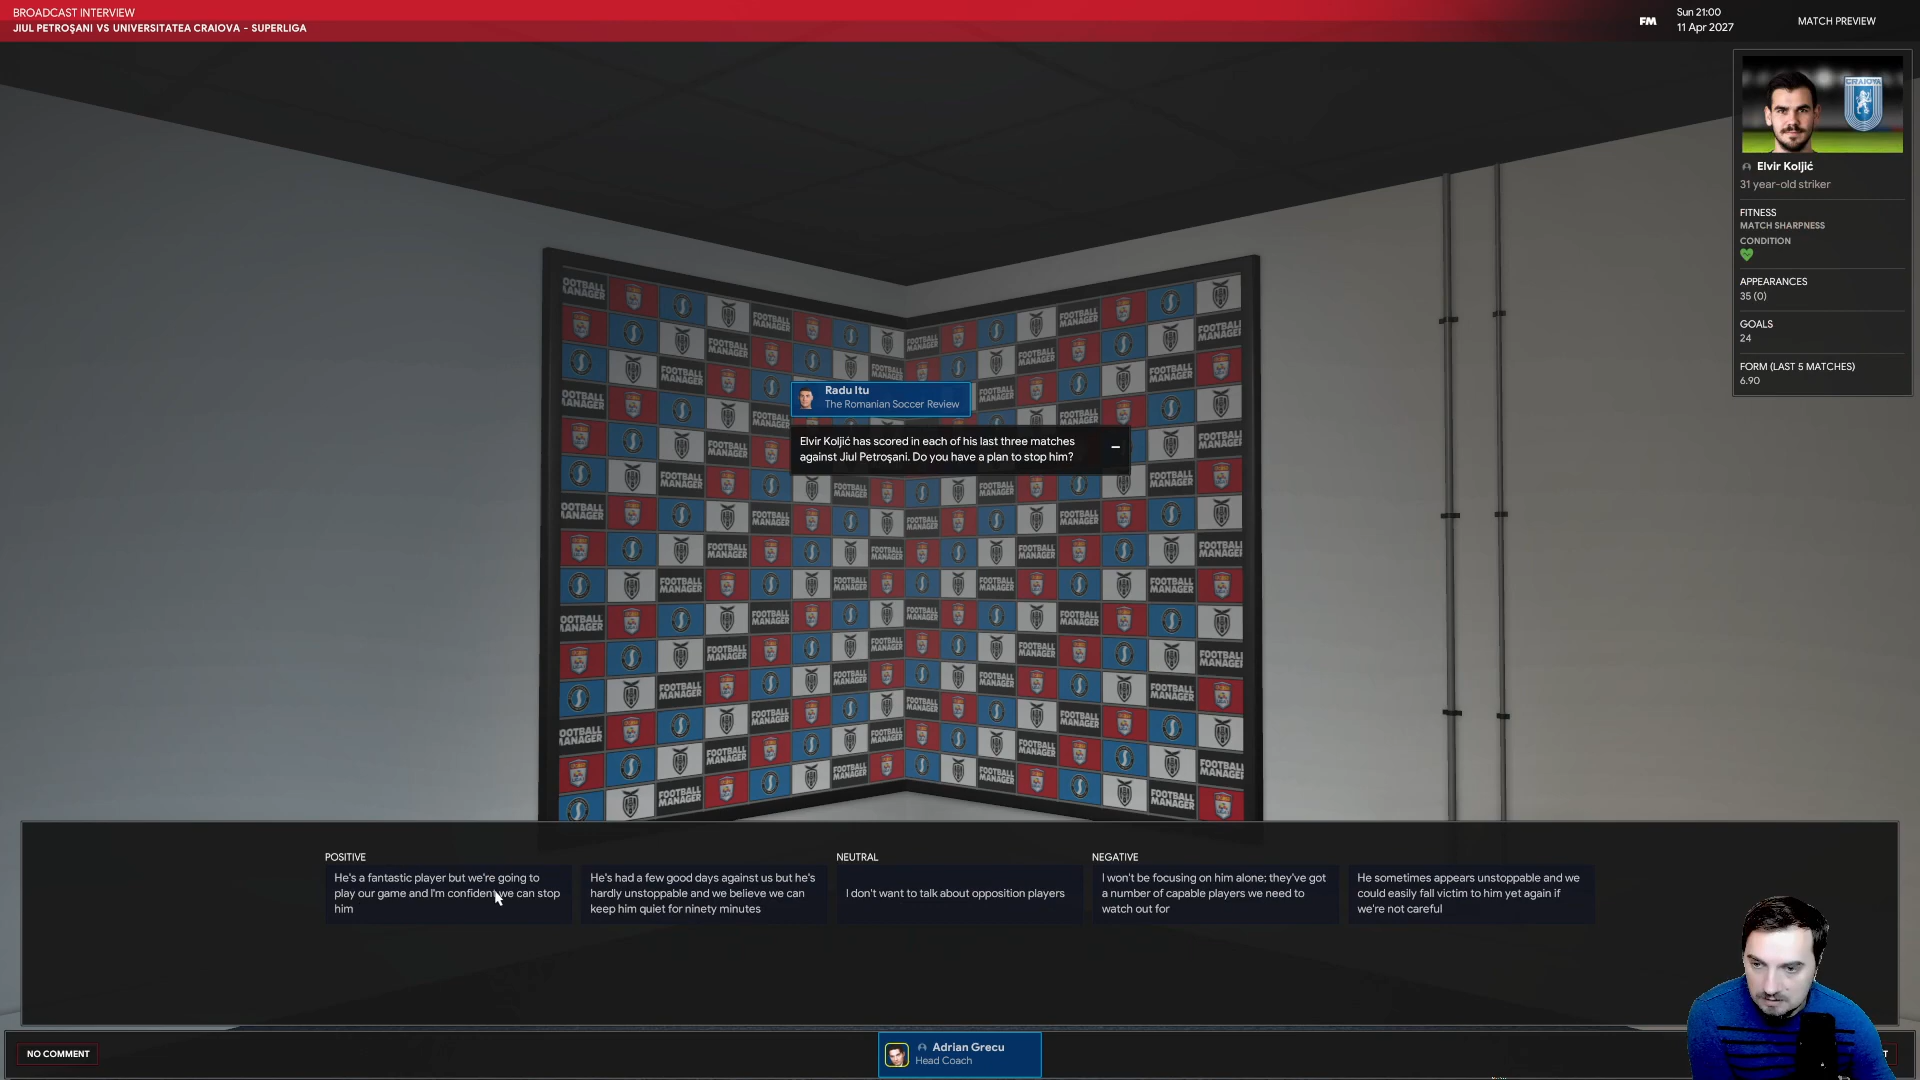 BROADCAST INTERVIEW
JIUL PETROȘANI VS UNIVERSITATEA CRAIOVA - SUPERLIGA
FM
Sun 21:00
11 Apr 2027
MATCH PREVIEW
CRAIOVA
Elvir Koljić
31 year-old striker
FITNESS
MATCH SHARPNESS
CONDITION
APPEARANCES
35 (0)
GOALS
24
FORM (LAST 5 MATCHES)
6.90
FOOTBALL MANAGER
Radu Itu
The Romanian Soccer Review
Elvir Koljić has scored in each of his last three matches
against Jiul Petroșani. Do you have a plan to stop him?
POSITIVE
He's a fantastic player but we're going to
play our game and I'm confident we can stop
him
He's had a few good days against us but he's
hardly unstoppable and we believe we can
keep him quiet for ninety minutes
NEUTRAL
I don't want to talk about opposition players
NEGATIVE
I won't be focusing on him alone; they've got
a number of capable players we need to
watch out for
He sometimes appears unstoppable and we
could easily fall victim to him yet again if
we're not careful
NO COMMENT
Adrian Grecu
Head Coach